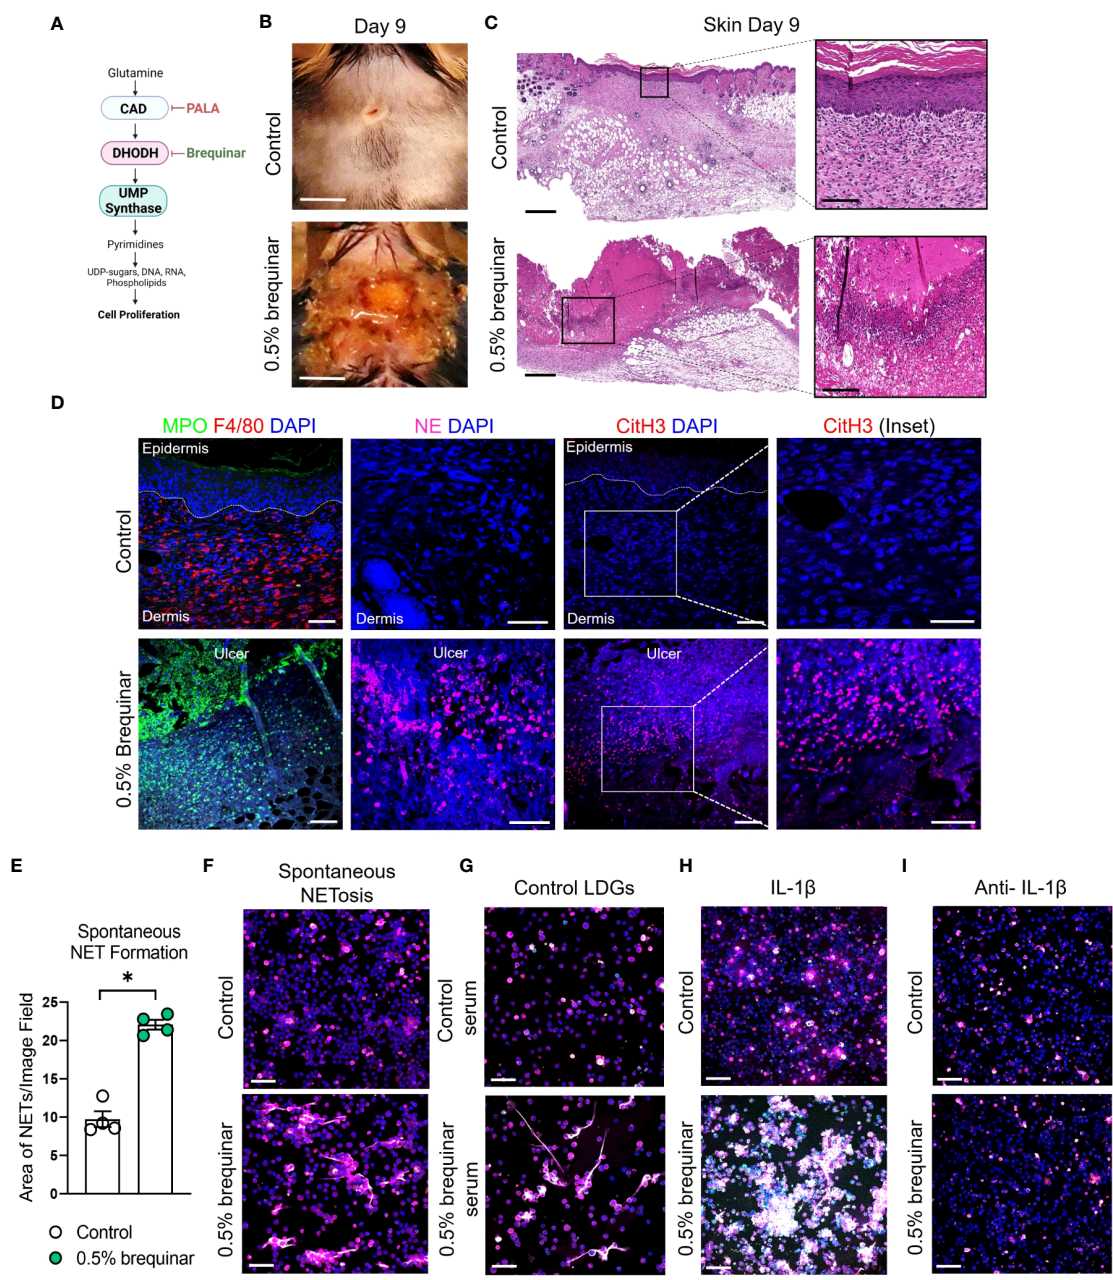 A
Glutamine
CAD
PALA
DHODH
Brequinar
UMP
Synthase
Pyrimidines
UDP-sugars, DNA, RNA,
Phospholipids
Cell Proliferation
B
Day 9
Control
0.5% brequinar
C
Skin Day 9
Control
0.5% brequinar
D
MPO F4/80 DAPI
NE DAPI
CitH3 DAPI
CitH3 (Inset)
Control
Epidermis
Dermis
Dermis
Epidermis
Dermis
0.5% Brequinar
Ulcer
Ulcer
Ulcer
E
Spontaneous
NET Formation
*
Area of NETs/Image Field
25
20
15
10
5
0
Control
0.5% brequinar
F
Spontaneous
NETosis
Control
0.5% brequinar
G
Control LDGs
Control
serum
0.5% brequinar
serum
H
IL-1β
Control
0.5% brequinar
I
Anti- IL-1β
Control
0.5% brequinar